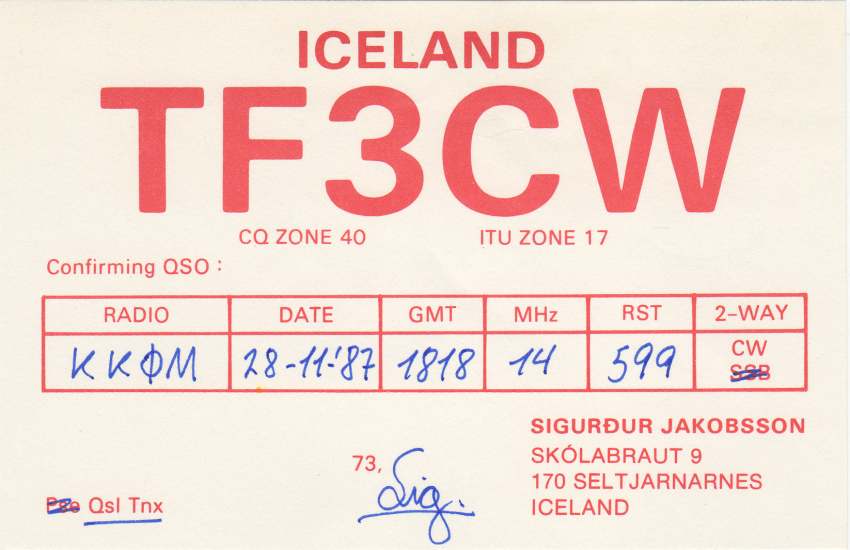 ICELAND
TF3CW
CQ ZONE 40 ITU ZONE 17
Confirming QSO :
RADIO DATE GMT MHz RST 2-WAY
KKØM 28-11-'87 1818 14 599 CW
SSB
SIGURÐUR JAKOBSSON
73, Sig. SKÓLABRAUT 9
170 SELTJARNARNES
Pse Qsl Tnx ICELAND